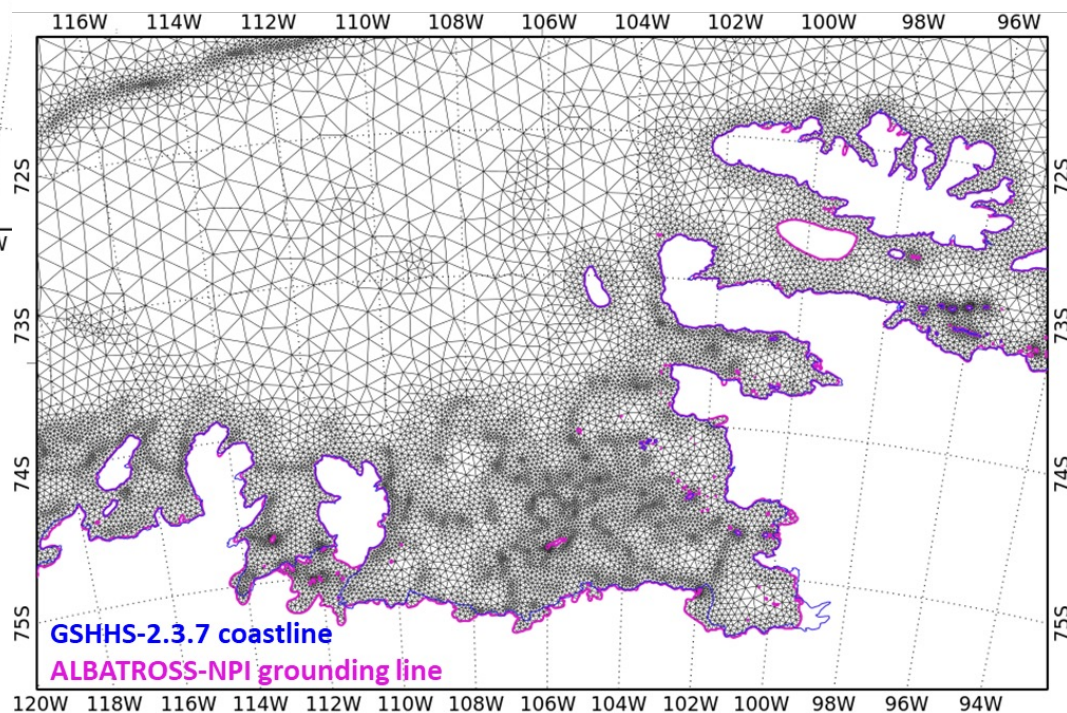 116W 114W 112W 110W 108W 106W 104W 102W 100W 98W 96W
72S 72S
W
73S 73S
74S 74S
75S 75S
GSHHS-2.3.7 coastline
ALBATROSS-NPI grounding line
120W 118W 116W 114W 112W 110W 108W 106W 104W 102W 100W 98W 96W 94W